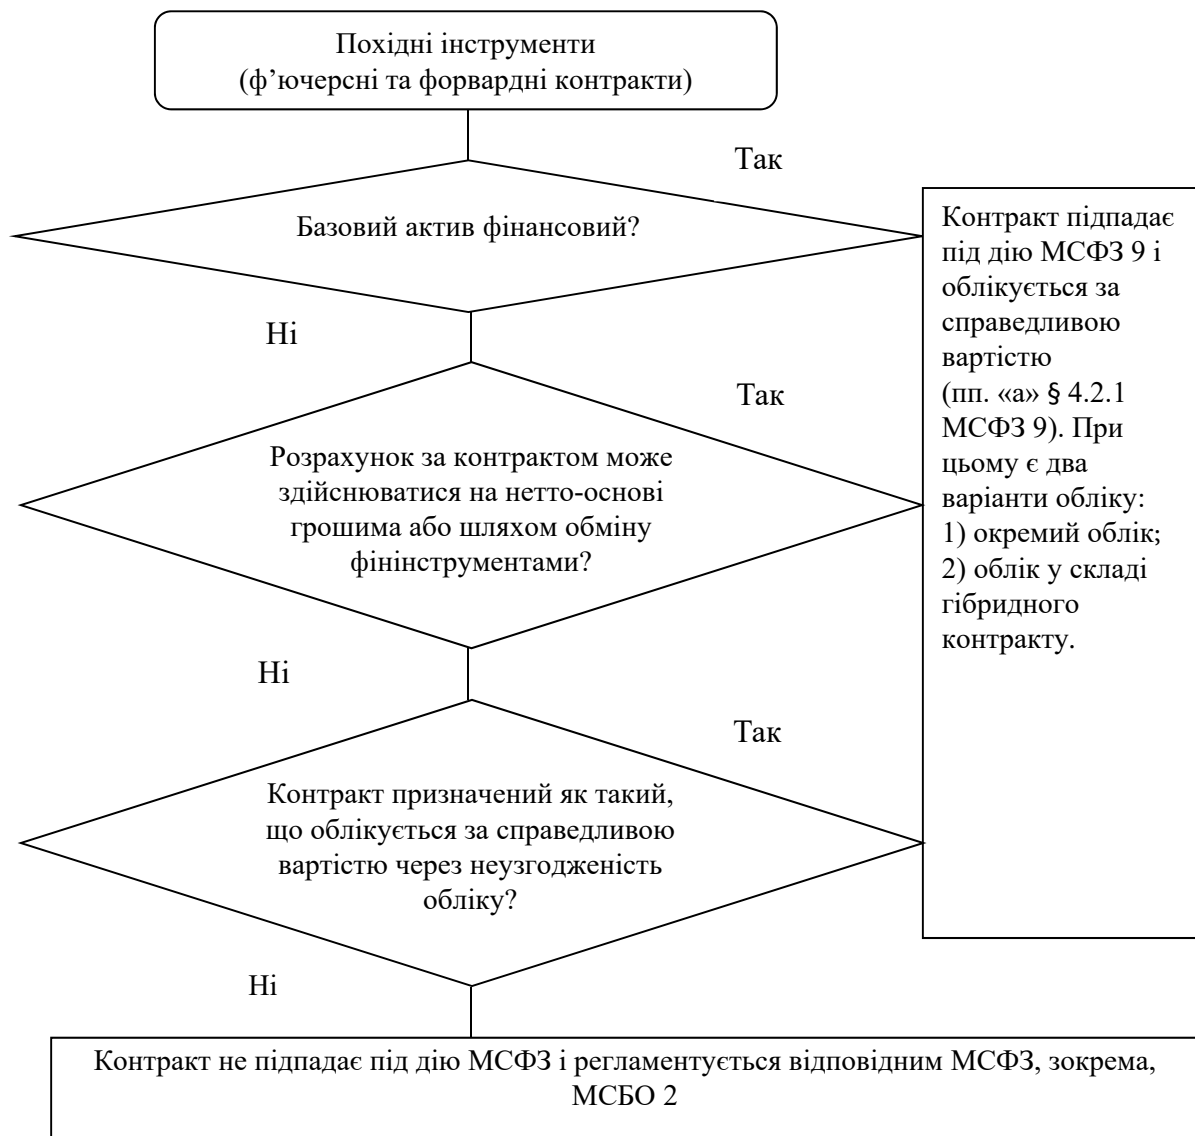 Похідні інструменти
(ф’ючерсні та форвардні контракти)
Так
Базовий актив фінансовий?
Ні
Так
Розрахунок за контрактом може
здійснюватися на нетто-основі
грошима або шляхом обміну
фінінструментами?
Ні
Так
Контракт призначений як такий,
що обліковується за справедливою
вартістю через неузгодженість
обліку?
Ні
Контракт підпадає
під дію МСФЗ 9 і
обліковується за
справедливою
вартістю
(пп. «а» § 4.2.1
МСФЗ 9). При
цьому є два
варіанти обліку:
1) окремий облік;
2) облік у складі
гібридного
контракту.
Контракт не підпадає під дію МСФЗ і регламентується відповідним МСФЗ, зокрема,
МСБО 2